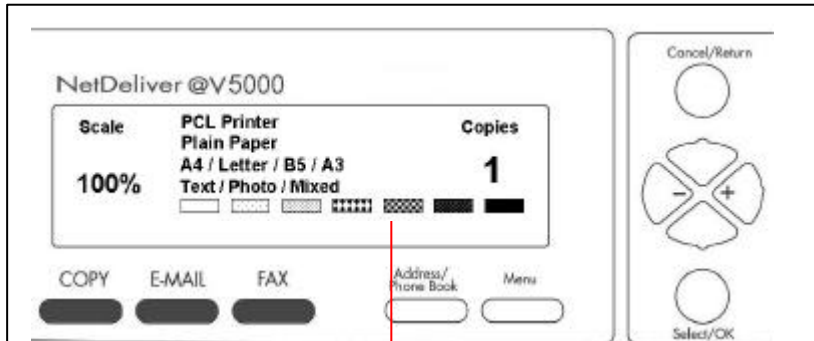 Cancel/Return
NetDeliver @V5000
Scale
PCL Printer
Plain Paper
Copies
A4 / Letter / B5 / A3
100%
Text / Photo / Mixed
1
- +
COPY
E-MAIL
FAX
Address/
Phone Book
Menu
Select/OK